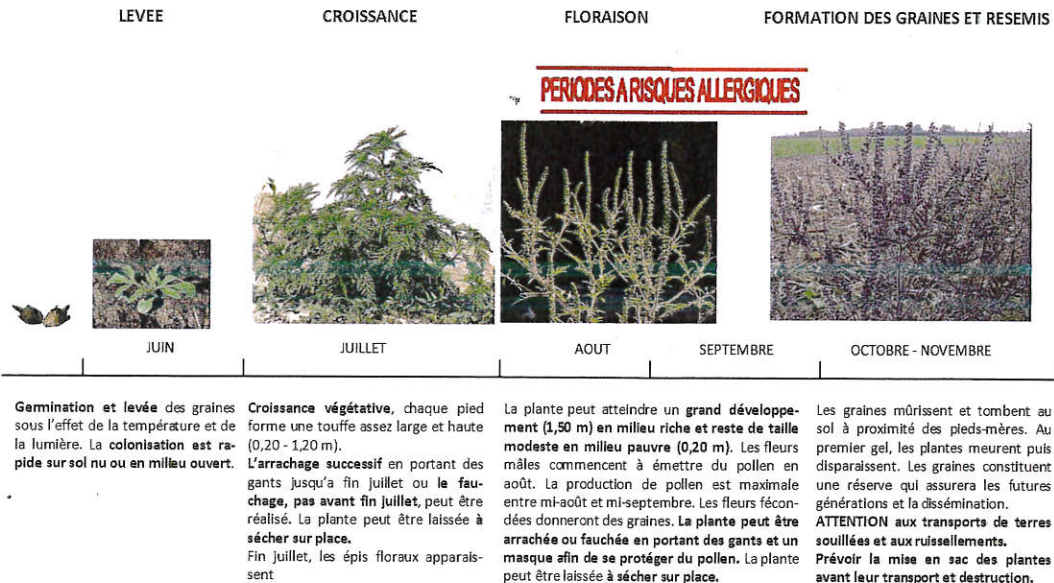 LEVEE
CROISSANCE
FLORAISON
FORMATION DES GRAINES ET RESEMIS
PERIODES A RISQUES ALLERGIQUES
JUIN
JUILLET
AOUT
SEPTEMBRE
OCTOBRE - NOVEMBRE
Germination et levée des graines
sous l'effet de la température et de
la lumière. La colonisation est ra-
pide sur sol nu ou en milieu ouvert.
Croissance végétative, chaque pied
forme une touffe assez large et haute
(0,20 - 1,20 m).
L'arrachage successif en portant des
gants jusqu'a fin juillet ou le fau-
chage, pas avant fin juillet, peut être
réalisé. La plante peut être laissée à
sécher sur place.
Fin juillet, les épis floraux apparais-
sent
La plante peut atteindre un grand développe-
ment (1,50 m) en milieu riche et reste de taille
modeste en milieu pauvre (0,20 m). Les fleurs
mâles commencent à émettre du pollen en
août. La production de pollen est maximale
entre mi-août et mi-septembre. Les fleurs fécon-
dées donneront des graines. La plante peut être
arrachée ou fauchée en portant des gants et un
masque afin de se protéger du pollen. La plante
peut être laissée à sécher sur place.
Les graines mûrissent et tombent au
sol à proximité des pieds-mères. Au
premier gel, les plantes meurent puis
disparaissent. Les graines constituent
une réserve qui assurera les futures
générations et la dissémination.
ATTENTION aux transports de terres
souillées et aux ruissellements.
Prévoir la mise en sac des plantes
avant leur transport et destruction.